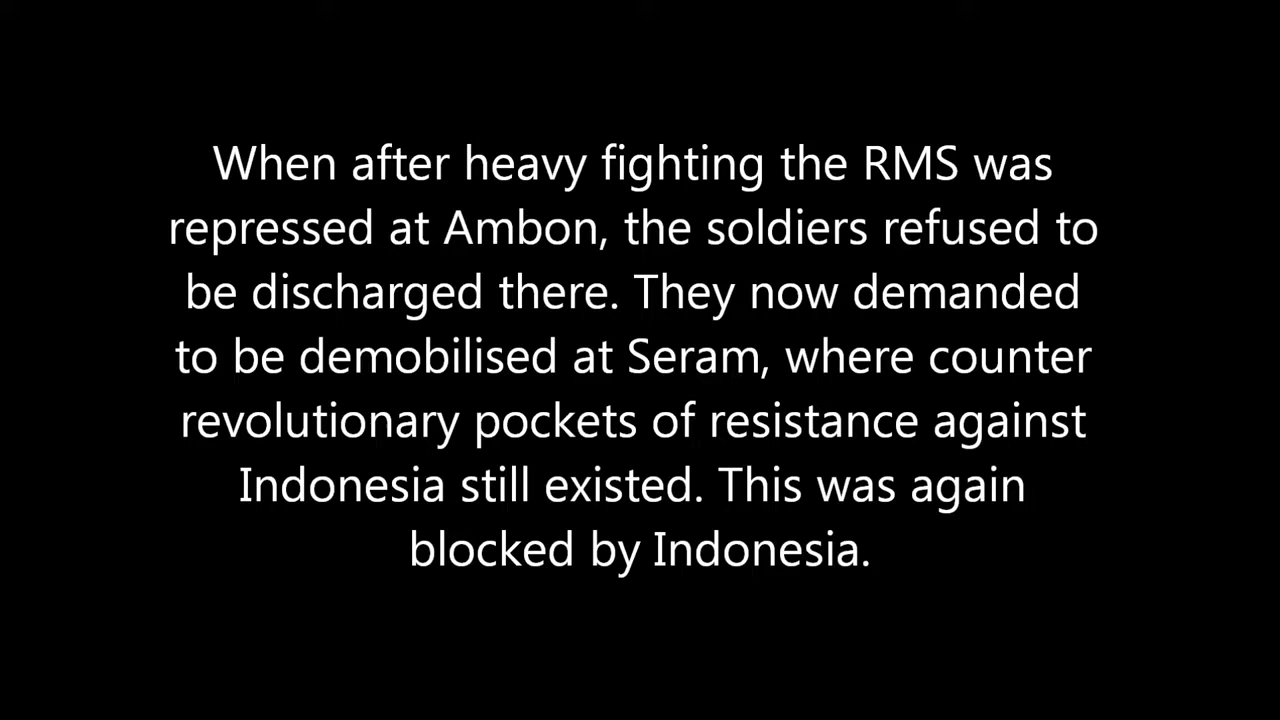 When after heavy fighting the RMS was
repressed at Ambon, the soldiers refused to
be discharged there. They now demanded
to be demobilised at Seram, where counter
revolutionary pockets of resistance against
Indonesia still existed. This was again
blocked by Indonesia.